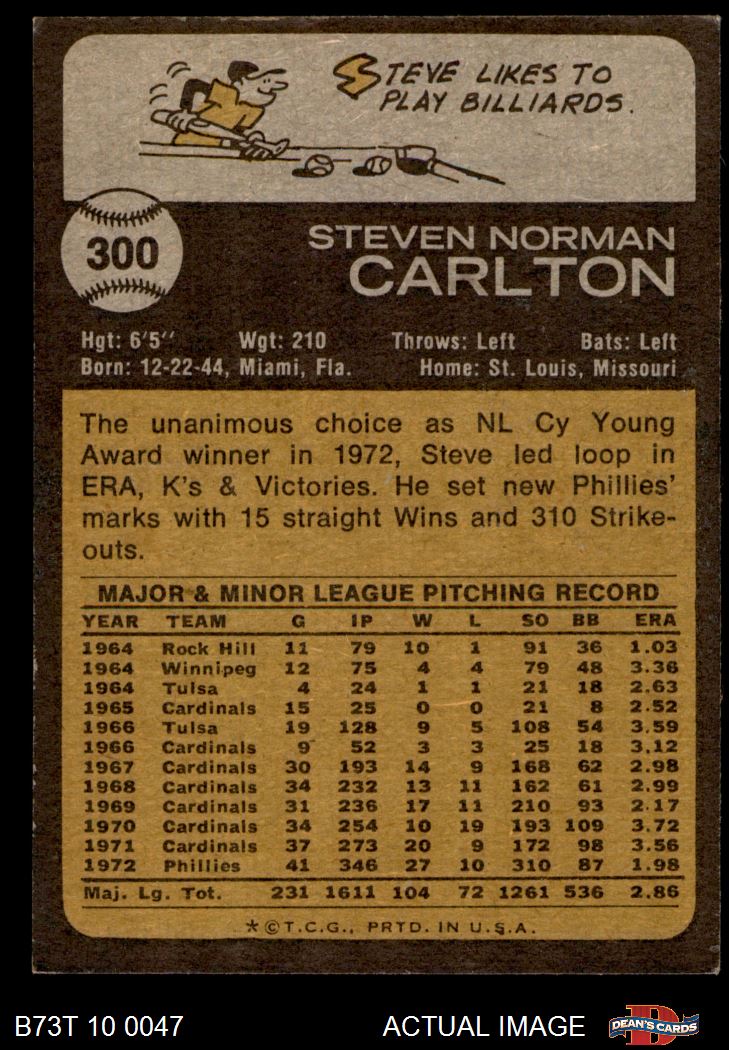 STEVE LIKES TO
PLAY BILLIARDS.
300
STEVEN NORMAN
CARLTON
Hgt: 6'5'' Wgt: 210 Throws: Left Bats: Left
Born: 12-22-44, Miami, Fla. Home: St. Louis, Missouri
The unanimous choice as NL Cy Young
Award winner in 1972, Steve led loop in
ERA, K's & Victories. He set new Phillies'
marks with 15 straight Wins and 310 Strike-
outs.
MAJOR & MINOR LEAGUE PITCHING RECORD
YEAR TEAM G IP W L SO BB ERA
1964 Rock Hill 11 79 10 1 91 36 1.03
1964 Winnipeg 12 75 4 4 79 48 3.36
1964 Tulsa 4 24 1 1 21 18 2.63
1965 Cardinals 15 25 0 0 21 8 2.52
1966 Tulsa 19 128 9 5 108 54 3.59
1966 Cardinals 9 52 3 3 25 18 3.12
1967 Cardinals 30 193 14 9 168 62 2.98
1968 Cardinals 34 232 13 11 162 61 2.99
1969 Cardinals 31 236 17 11 210 93 2.17
1970 Cardinals 34 254 10 19 193 109 3.72
1971 Cardinals 37 273 20 9 172 98 3.56
1972 Phillies 41 346 27 10 310 87 1.98
Maj. Lg. Tot. 231 1611 104 72 1261 536 2.86
*©T.C.G., PRTD. IN U.S.A.
B73T 10 0047 ACTUAL IMAGE D DEAN'S CARDS